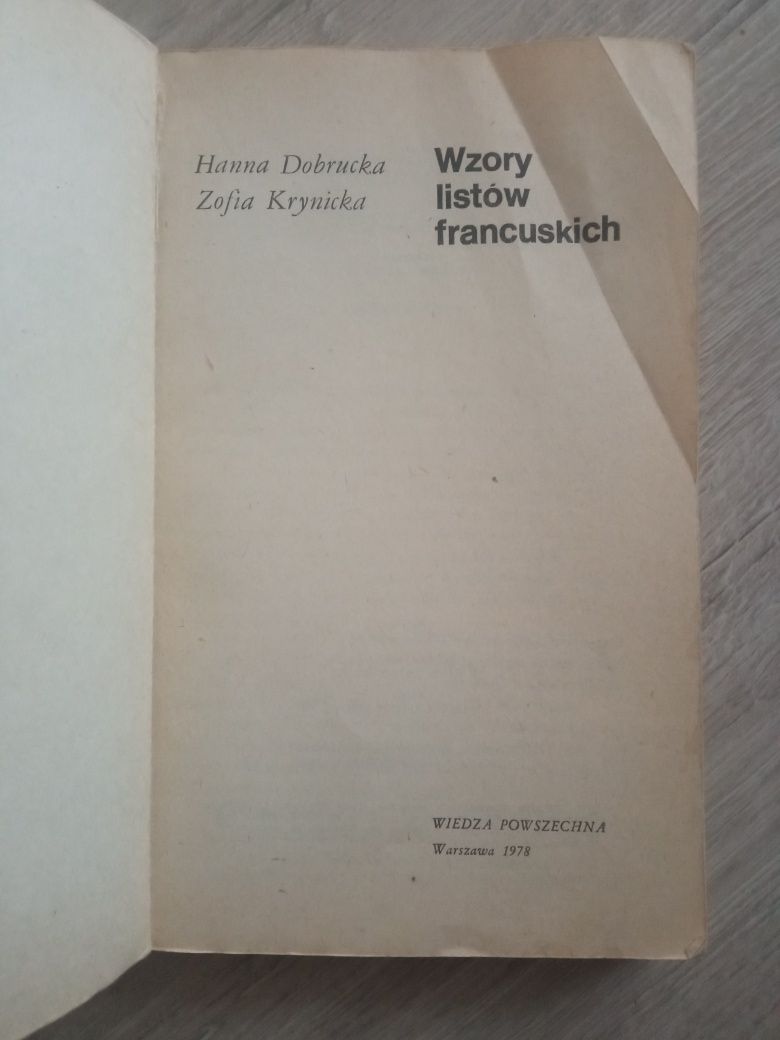 Hanna Dobrucka
Zofia Krynicka
Wzory
listów
francuskich
WIEDZA POWSZECHNA
Warszawa 1978